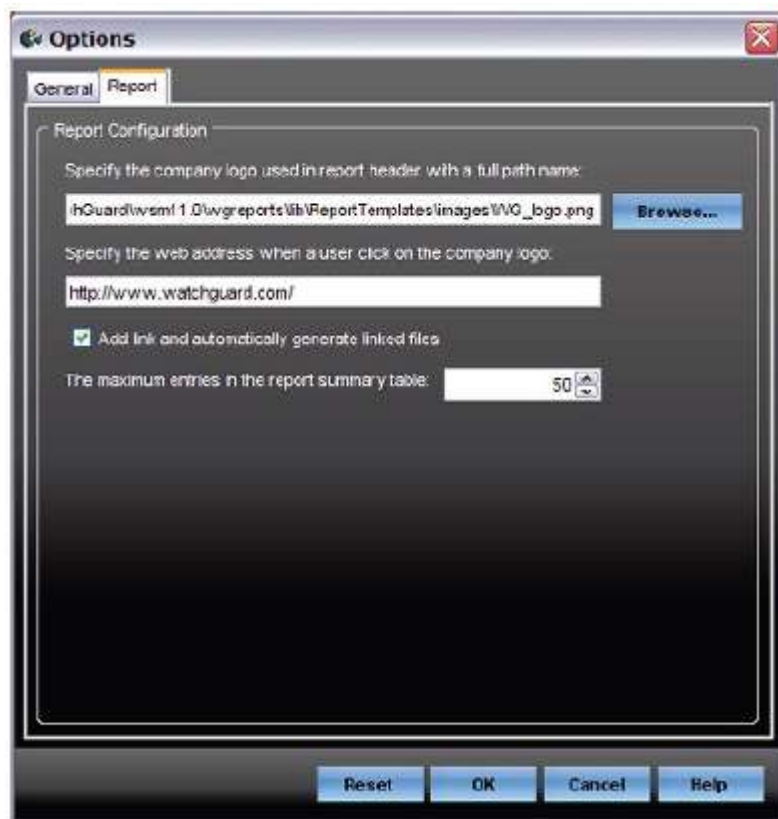 Options
General Report
Report Configuration
Specify the company logo used in report header with a full path name:
hGuard\wsm11.0\wgreports\lib\ReportTemplates\images\WG_logo.png Browse...
Specify the web address when a user click on the company logo:
http://www.watchguard.com/
Add link and automatically generate linked files
The maximum entries in the report summary table: 50
Reset OK Cancel Help